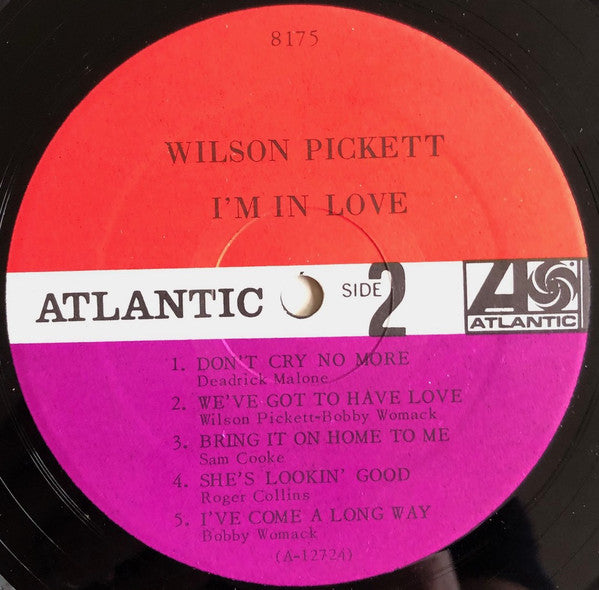 8175
WILSON PICKETT
I'M IN LOVE
ATLANTIC
SIDE 2
ATLANTIC
1. DON'T CRY NO MORE
Deadrick Malone
2. WE'VE GOT TO HAVE LOVE
Wilson Pickett-Bobby Womack
3. BRING IT ON HOME TO ME
Sam Cooke
4. SHE'S LOOKIN' GOOD
Roger Collins
5. I'VE COME A LONG WAY
Bobby Womack
(A-12724)